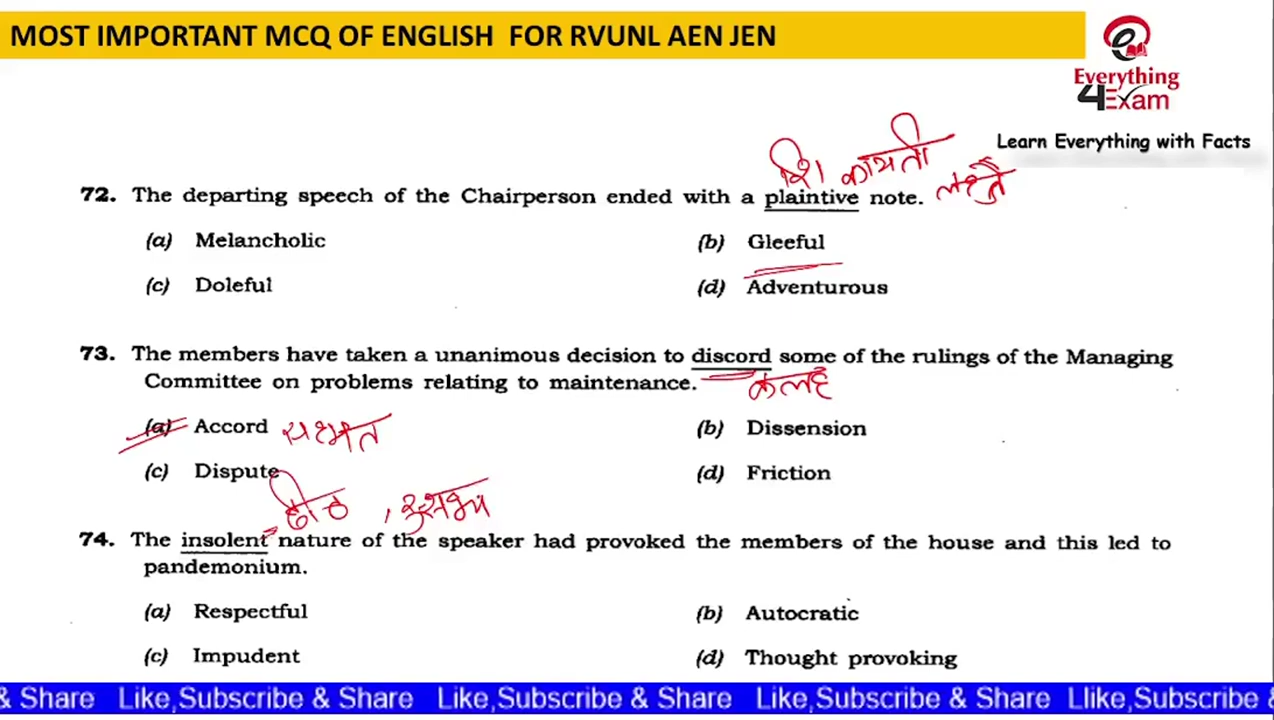 MOST IMPORTANT MCQ OF ENGLISH FOR RVUNL AEN JEN
Everything
4Exam
Learn Everything with Facts
शिकायती लहजे
72. The departing speech of the Chairperson ended with a plaintive note.
(a) Melancholic (b) Gleeful
(c) Doleful (d) Adventurous
73. The members have taken a unanimous decision to discord some of the rulings of the Managing
Committee on problems relating to maintenance. कलह
(a) Accord सहमत (b) Dissension
(c) Dispute (d) Friction
ढीठ ,
74. The insolent nature of the speaker had provoked the members of the house and this led to
pandemonium.
(a) Respectful (b) Autocratic
(c) Impudent (d) Thought provoking
& Share Like,Subscribe & Share Like,Subscribe & Share Like,Subscribe & Share Llike,Subscribe &